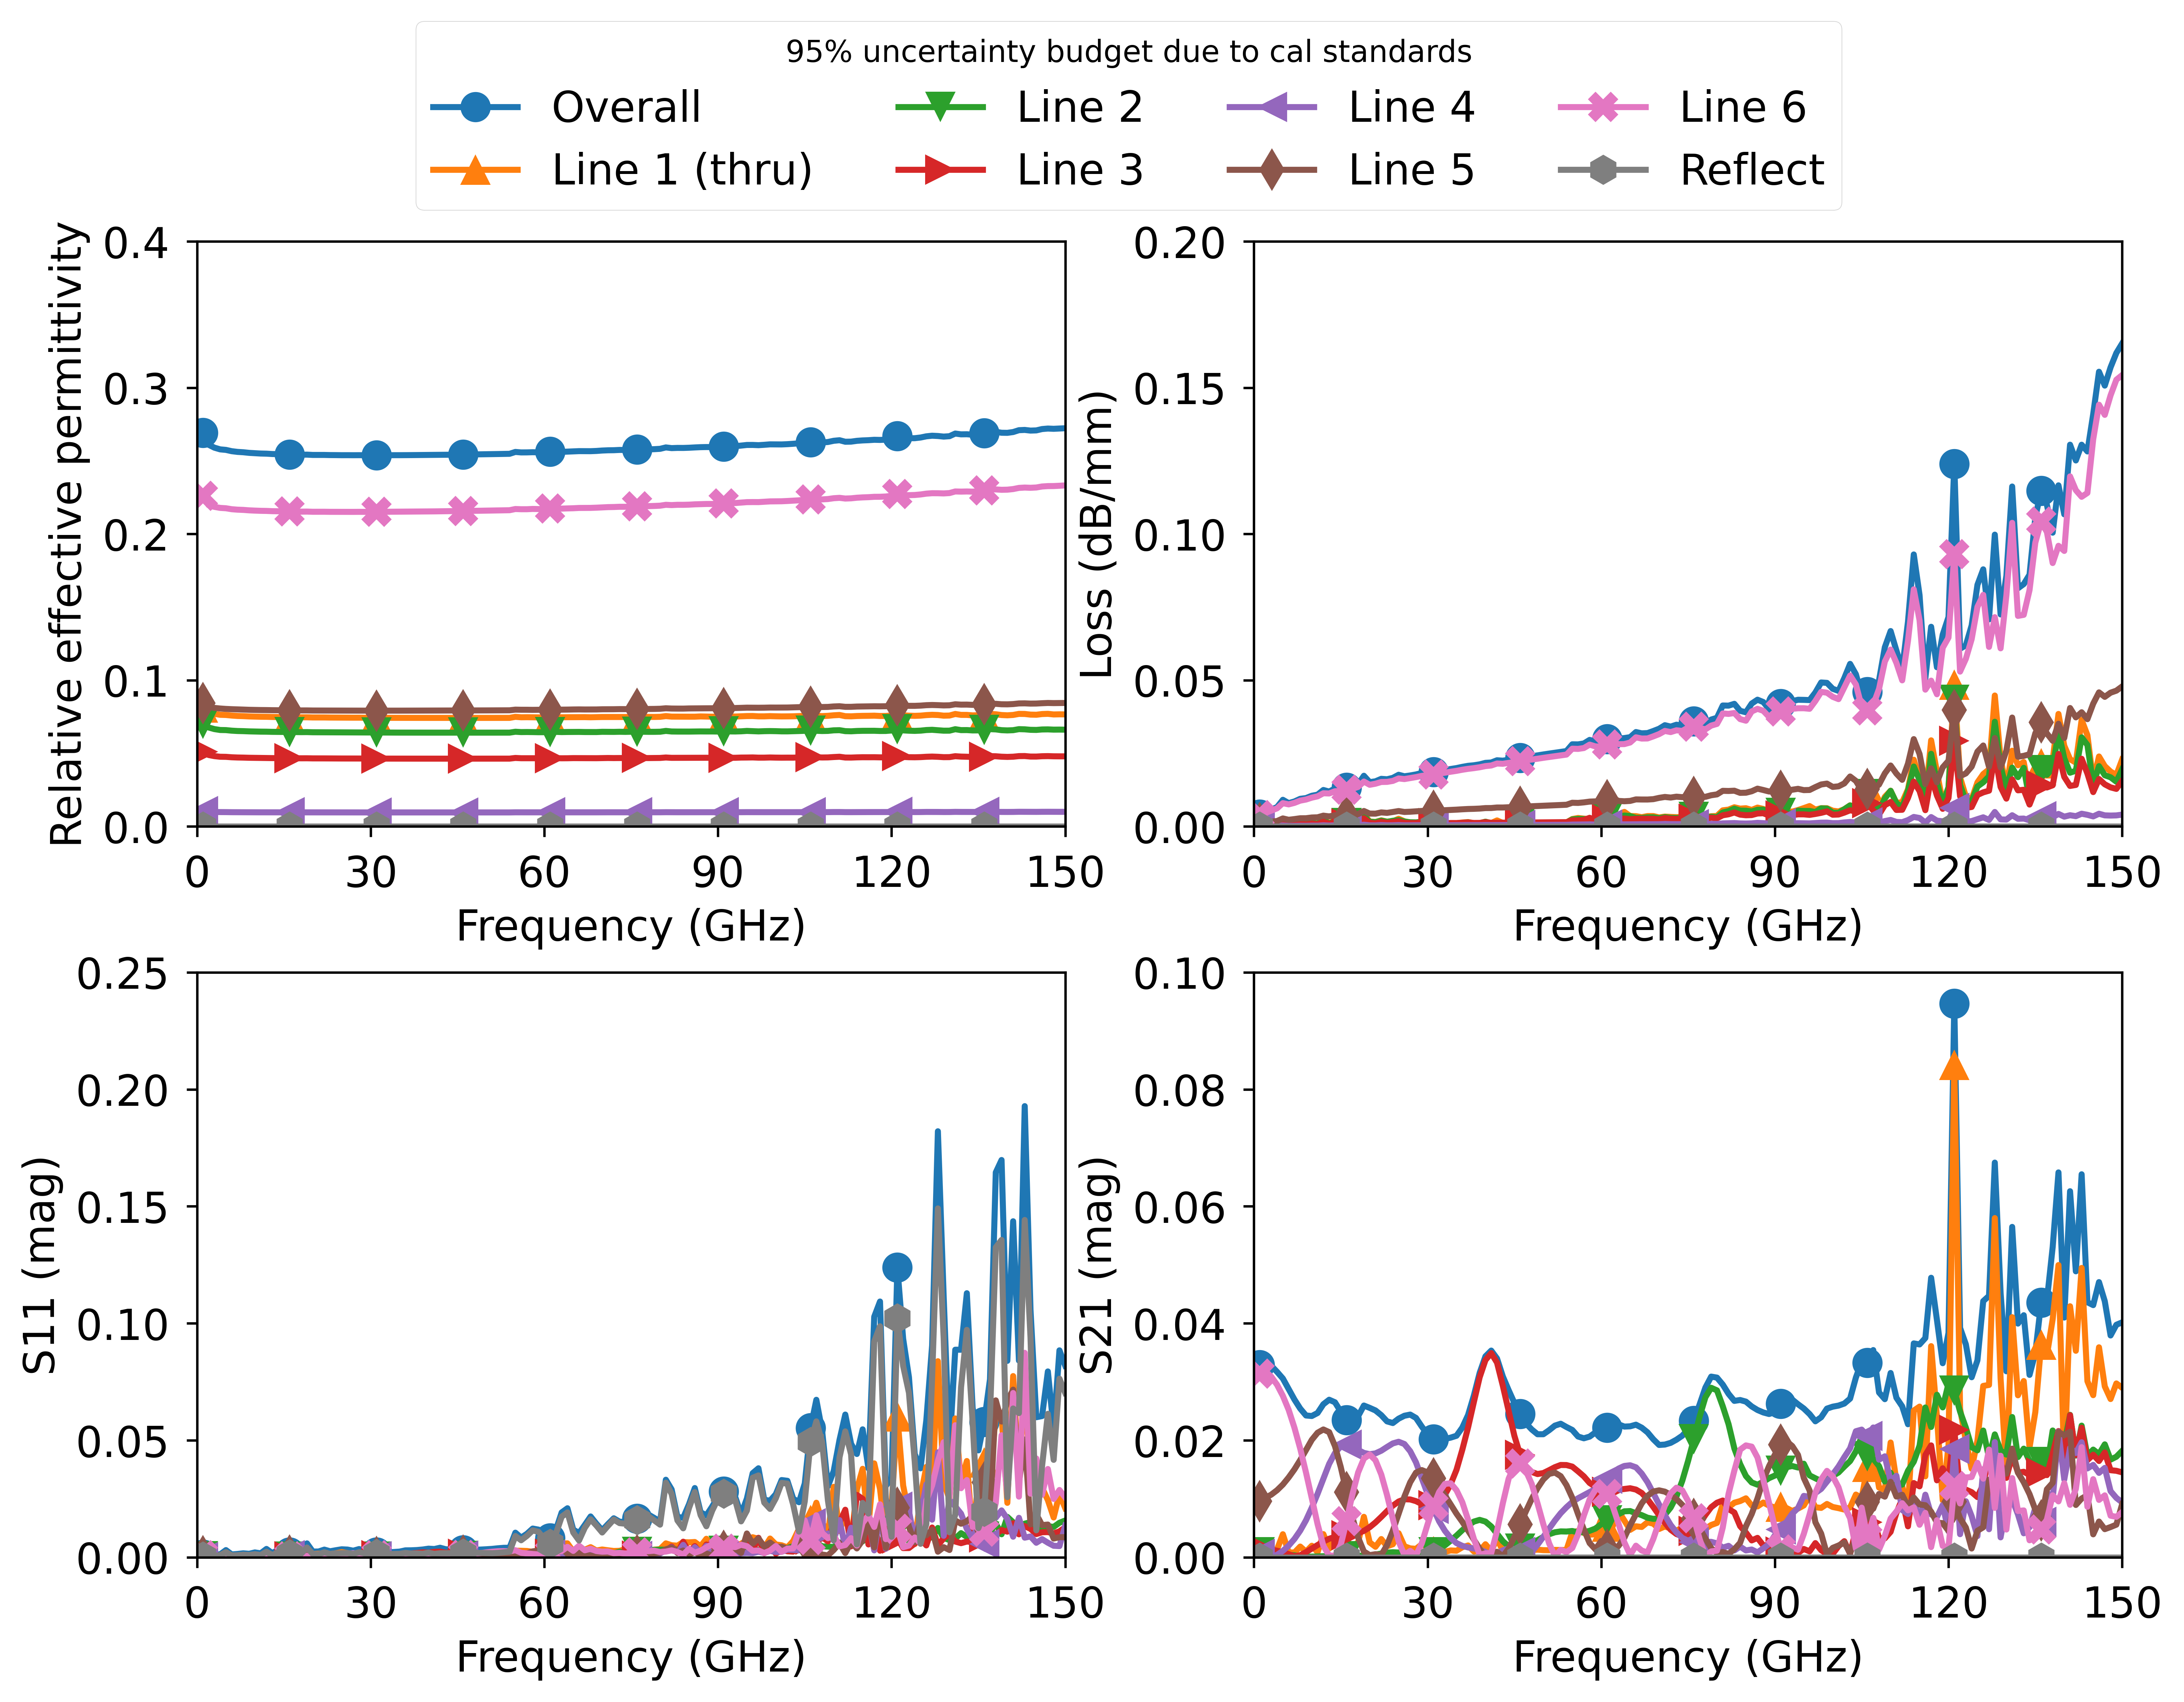 95% uncertainty budget due to cal standards
Overall
Line 2
Line 4
Line 6
Line 1 (thru)
Line 3
Line 5
Reflect
Relative effective permittivity
0.4
0.3
0.2
0.1
0.0
0 30 60 90 120 150
Frequency (GHz)
Loss (dB/mm)
0.20
0.15
0.10
0.05
0.00
0 30 60 90 120 150
Frequency (GHz)
S11 (mag)
0.25
0.20
0.15
0.10
0.05
0.00
0 30 60 90 120 150
Frequency (GHz)
S21 (mag)
0.10
0.08
0.06
0.04
0.02
0.00
0 30 60 90 120 150
Frequency (GHz)